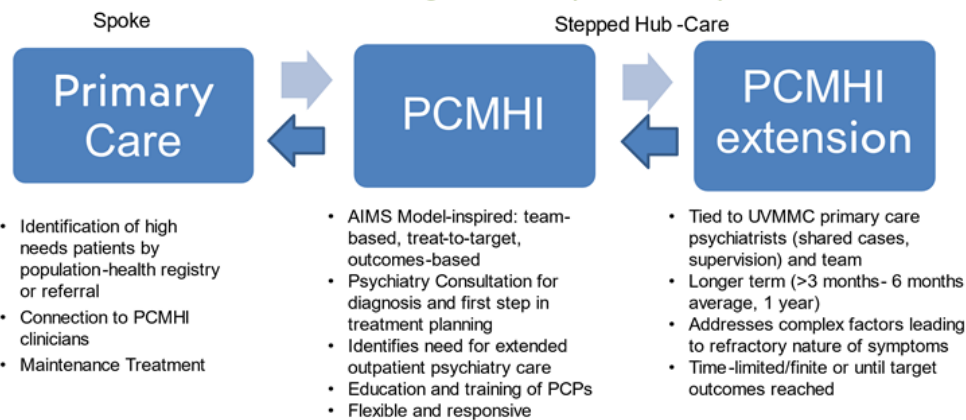 Spoke
Stepped Hub -Care
Primary
Care
PCMHI
PCMHI
extension
• Identification of high
needs patients by
population-health registry
or referral
• Connection to PCMHI
clinicians
• Maintenance Treatment
• AIMS Model-inspired: team-
based, treat-to-target,
outcomes-based
• Psychiatry Consultation for
diagnosis and first step in
treatment planning
• Identifies need for extended
outpatient psychiatry care
• Education and training of PCPs
• Flexible and responsive
• Tied to UVMMC primary care
psychiatrists (shared cases,
supervision) and team
• Longer term (>3 months- 6 months
average, 1 year)
• Addresses complex factors leading
to refractory nature of symptoms
• Time-limited/finite or until target
outcomes reached